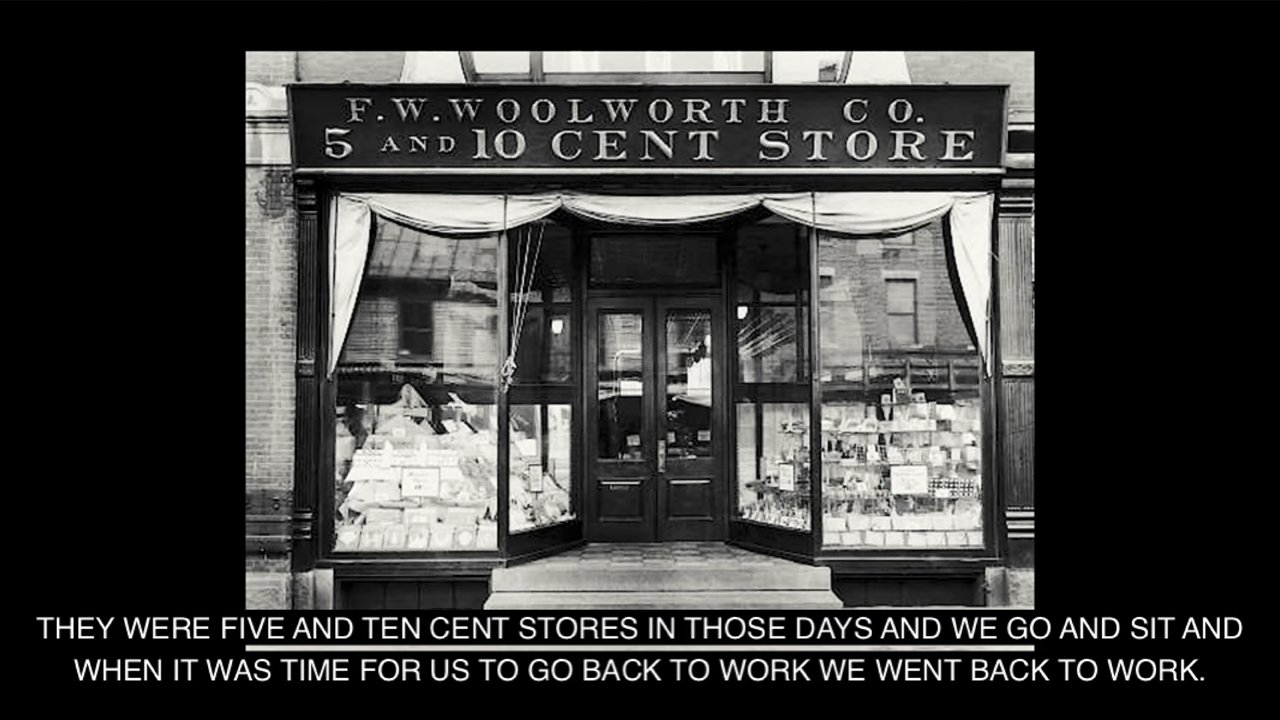 F.W.WOOLWORTH CO.
5 AND 10 CENT STORE
THEY WERE FIVE AND TEN CENT STORES IN THOSE DAYS AND WE GO AND SIT AND
WHEN IT WAS TIME FOR US TO GO BACK TO WORK WE WENT BACK TO WORK.